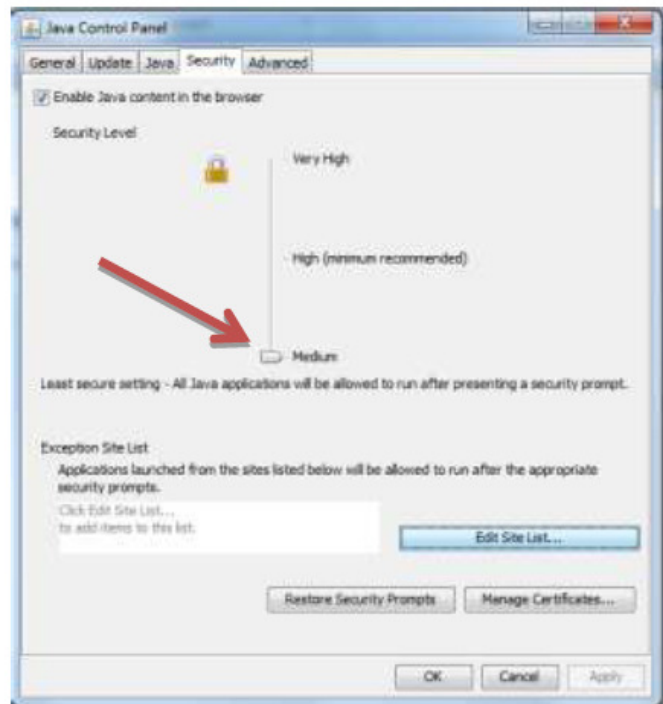 Java Control Panel
General Update Java Security Advanced
Enable Java content in the browser
Security Level
Very High
High (minimum recommended)
Medium
Least secure setting - All Java applications will be allowed to run after presenting a security prompt.
Exception Site List
Applications launched from the sites listed below will be allowed to run after the appropriate
security prompts.
Click Edit Site List...
to add items to this list.
Edit Site List...
Restore Security Prompts Manage Certificates...
OK Cancel Apply